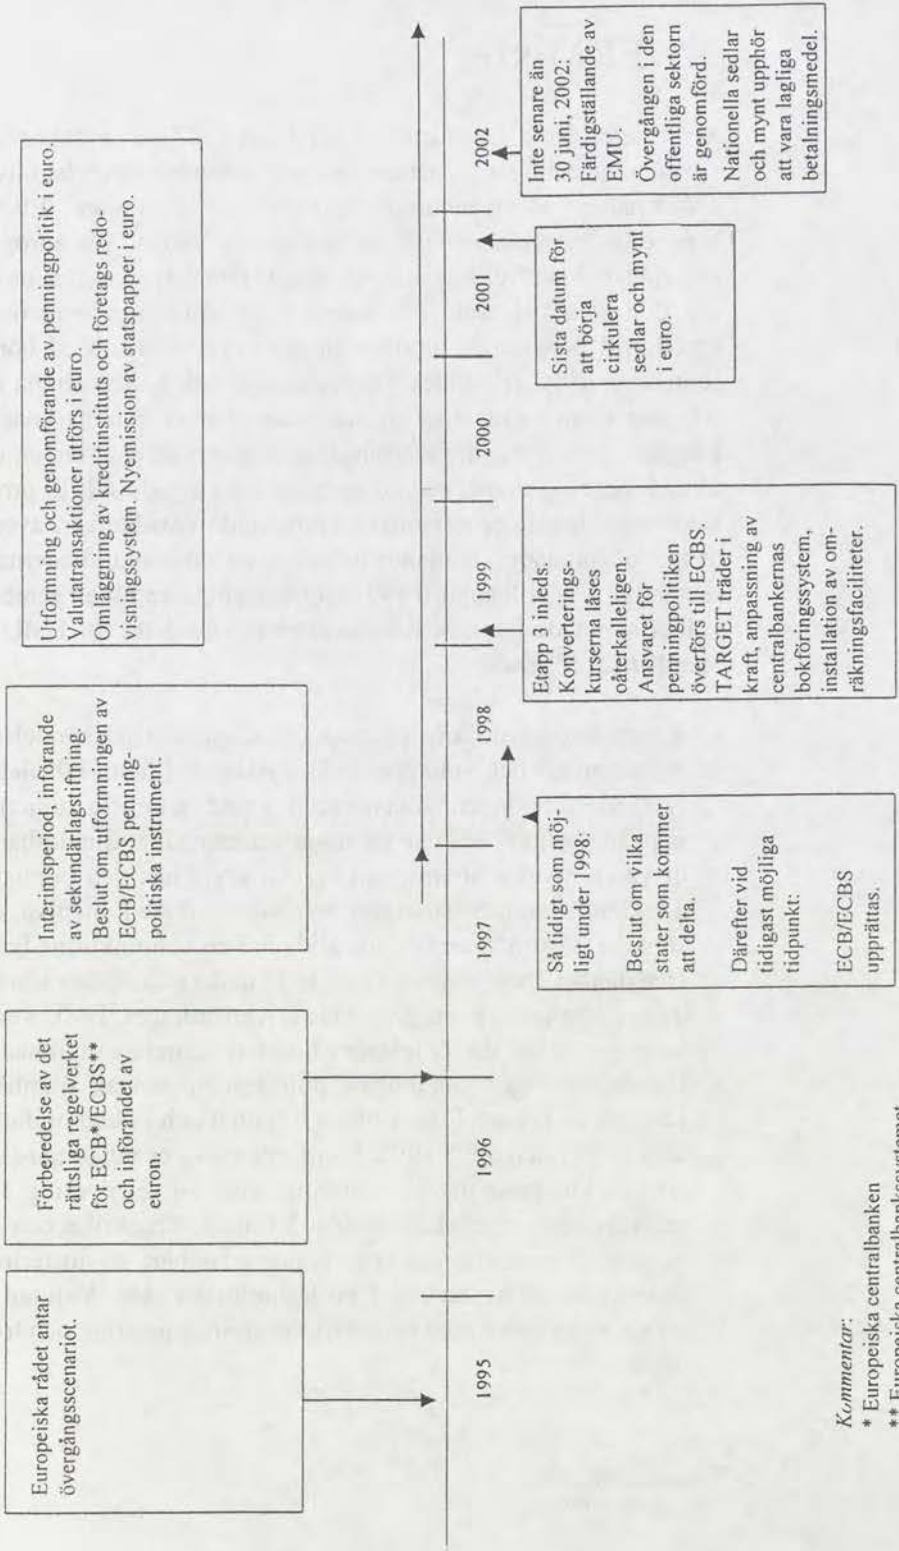 Europeiska rådet antar
övergångsscenariot.
Förberedelse av det
rättsliga regelverket
för ECB*/ECBS**
och införandet av
euron.
Interimsperiod, införande
av sekundärlagstiftning.
Beslut om utformningen av
ECB/ECBS penning-
politiska instrument.
Utformning och genomförande av penningpolitik i euro.
Valutatransaktioner utförs i euro.
Omläggning av kreditinstituts och företags redo-
visningssystem. Nyemission av statspapper i euro.
1995
1996
1997
1998
1999
2000
2001
2002
Så tidigt som möj-
ligt under 1998:
Beslut om vilka
stater som kommer
att delta.
Därefter vid
tidigast möjliga
tidpunkt:
ECB/ECBS
upprättas.
Etapp 3 inleds.
Konverterings-
kurserna låses
oåterkalleligen.
Ansvaret för
penningpolitiken
överförs till ECBS.
TARGET träder i
kraft, anpassning av
centralbankernas
bokföringssystem,
installation av om-
räkningsfaciliteter.
Sista datum för
att börja
cirkulera
sedlar och mynt
i euro.
Inte senare än
30 juni, 2002:
Färdigställande av
EMU.
Övergången i den
offentliga sektorn
är genomförd.
Nationella sedlar
och mynt upphör
att vara lagliga
betalningsmedel.
Kommentar:
* Europeiska centralbanken
** Europeiska centralbankssystemet